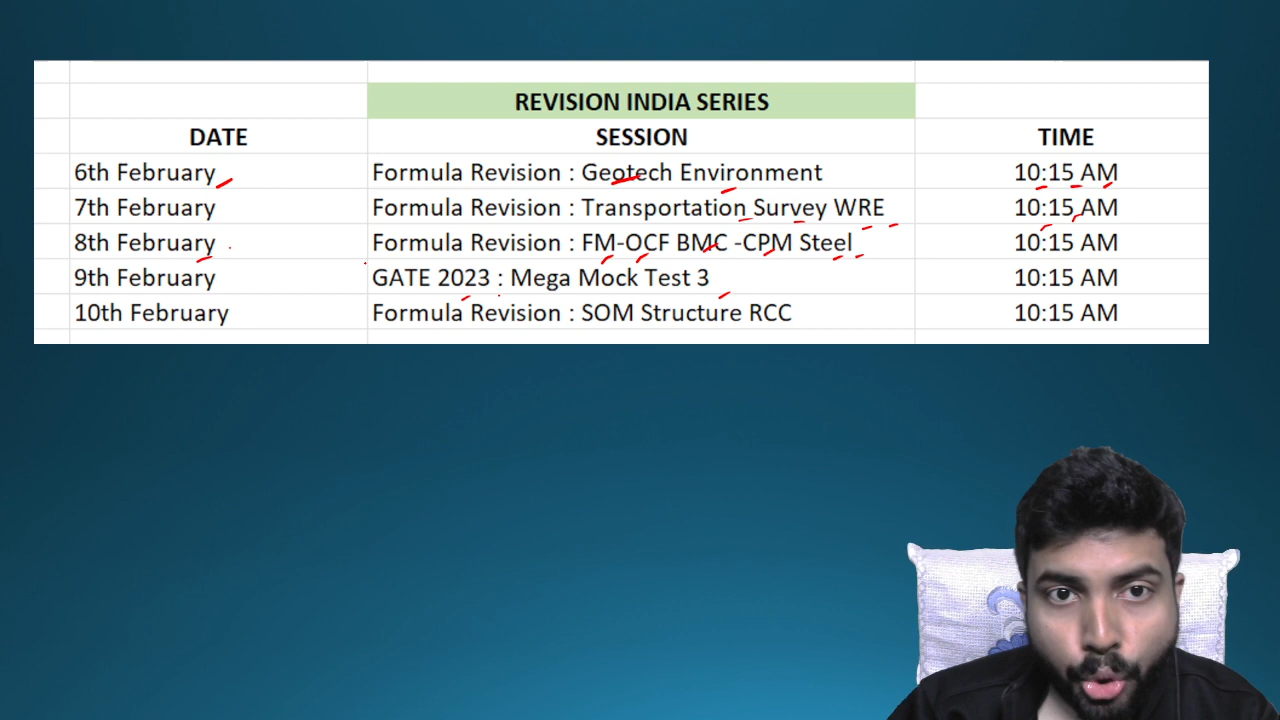 REVISION INDIA SERIES
DATE SESSION TIME
6th February Formula Revision : Geotech Environment 10:15 AM
7th February Formula Revision : Transportation Survey WRE 10:15 AM
8th February Formula Revision : FM-OCF BMC -CPM Steel 10:15 AM
9th February GATE 2023 : Mega Mock Test 3 10:15 AM
10th February Formula Revision : SOM Structure RCC 10:15 AM